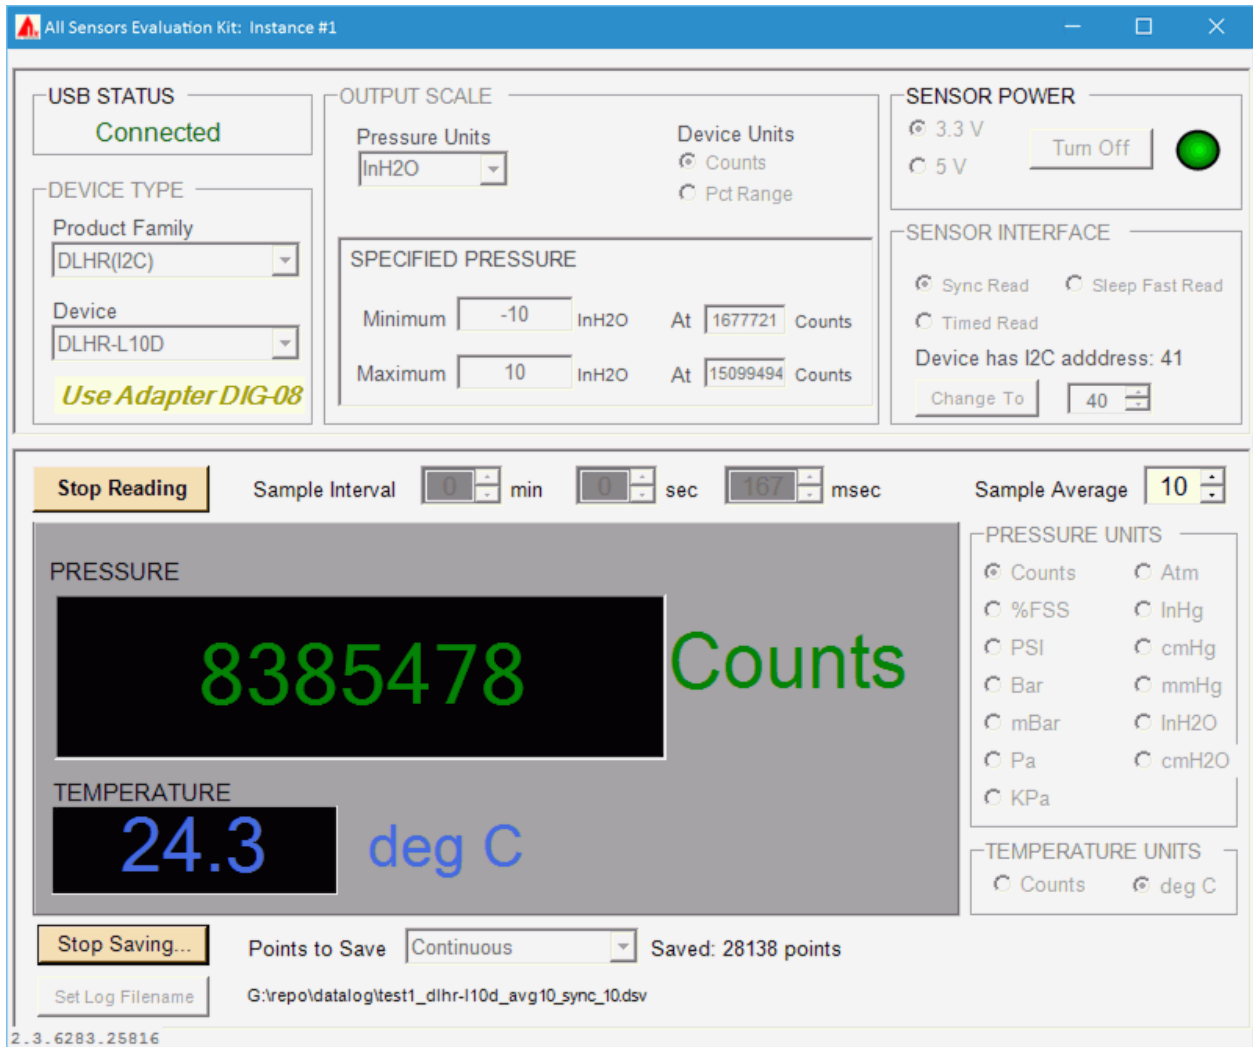 All Sensors Evaluation Kit: Instance #1
USB STATUS
Connected
DEVICE TYPE
Product Family
DLHR(I2C)
Device
DLHR-L10D
Use Adapter DIG-08
OUTPUT SCALE
Pressure Units
InH2O
Device Units
Counts
Pct Range
SPECIFIED PRESSURE
Minimum -10 InH2O At 1677721 Counts
Maximum 10 InH2O At 15099494 Counts
SENSOR POWER
3.3 V
5 V
Turn Off
SENSOR INTERFACE
Sync Read Sleep Fast Read
Timed Read
Device has I2C adddress: 41
Change To 40
Stop Reading Sample Interval 0 min 0 sec 167 msec Sample Average 10
PRESSURE
8385478 Counts
TEMPERATURE
24.3 deg C
PRESSURE UNITS
Counts Atm
%FSS InHg
PSI cmHg
Bar mmHg
mBar InH2O
Pa cmH2O
KPa
TEMPERATURE UNITS
Counts deg C
Stop Saving... Points to Save Continuous Saved: 28138 points
Set Log Filename G:\repo\datalog\test1_dlhr-l10d_avg10_sync_10.dsv
2.3.6283.25816